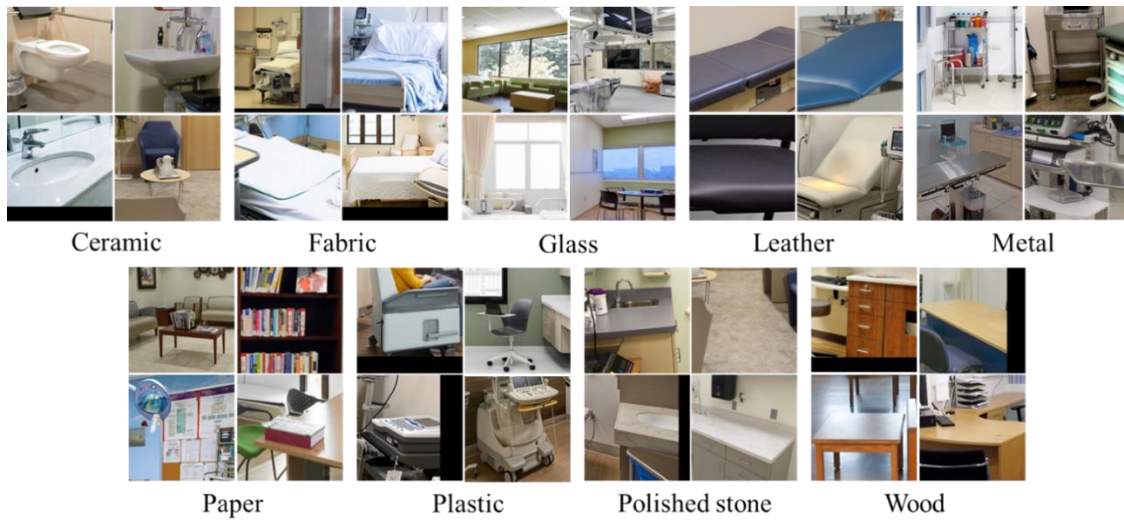 Ceramic
Fabric
Glass
Leather
Metal
Paper
Plastic
Polished stone
Wood